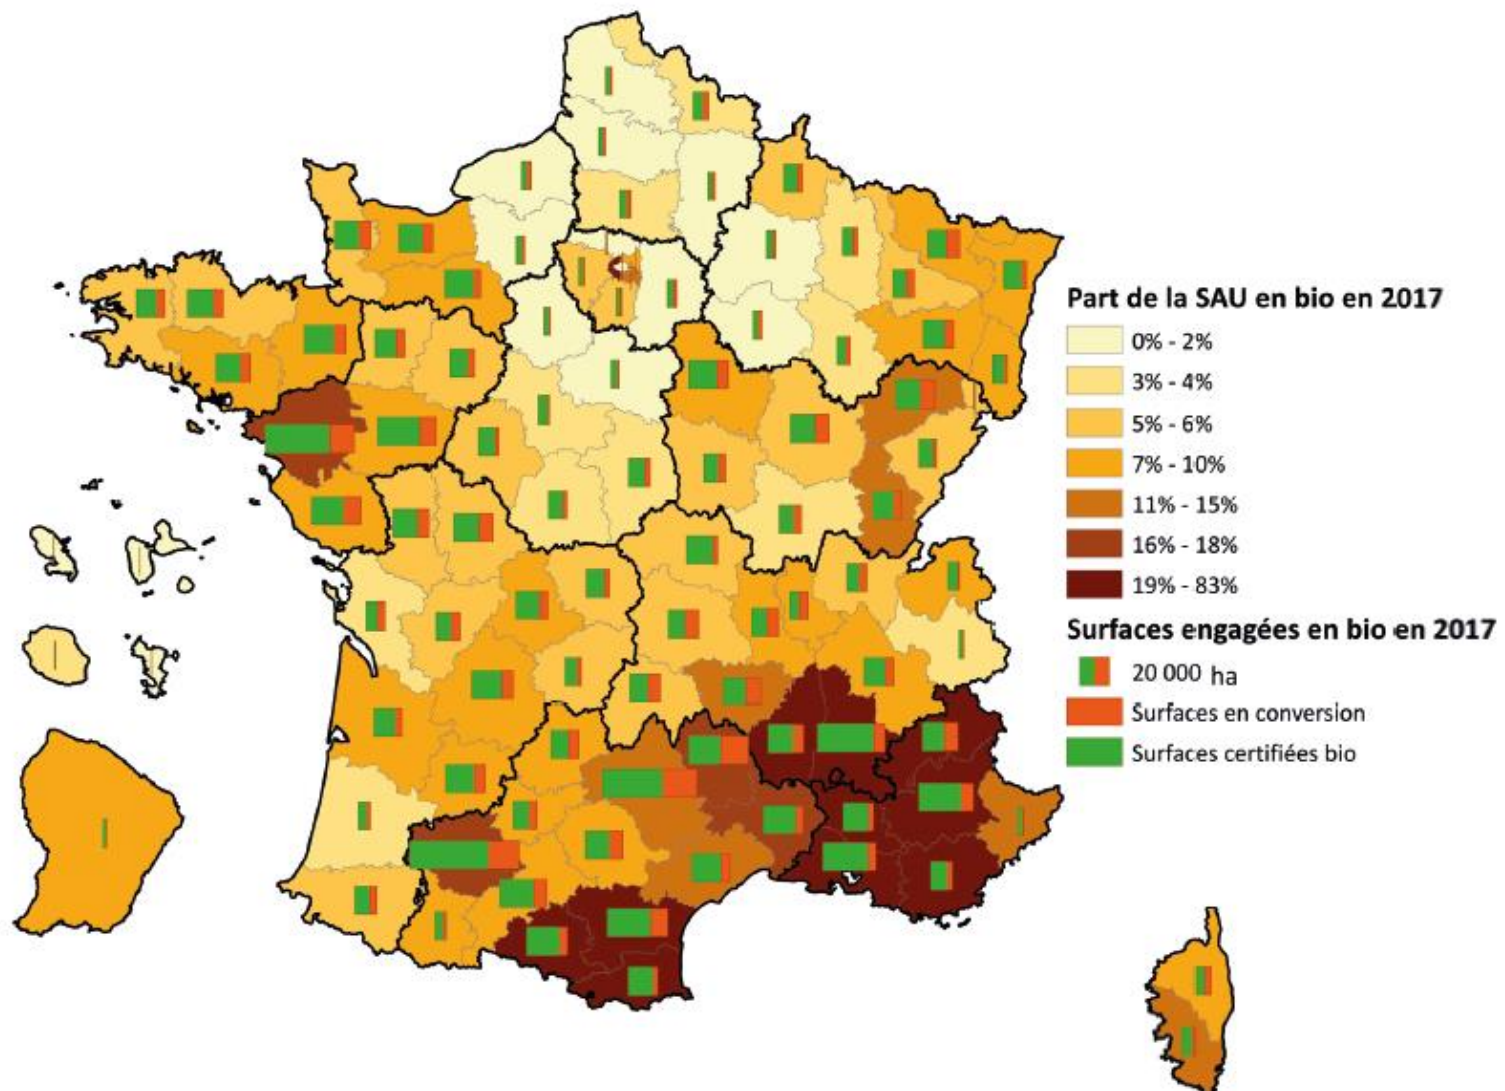 Part de la SAU en bio en 2017
0% - 2%
3% - 4%
5% - 6%
7% - 10%
11% - 15%
16% - 18%
19% - 83%
Surfaces engagées en bio en 2017
20 000 ha
Surfaces en conversion
Surfaces certifiées bio